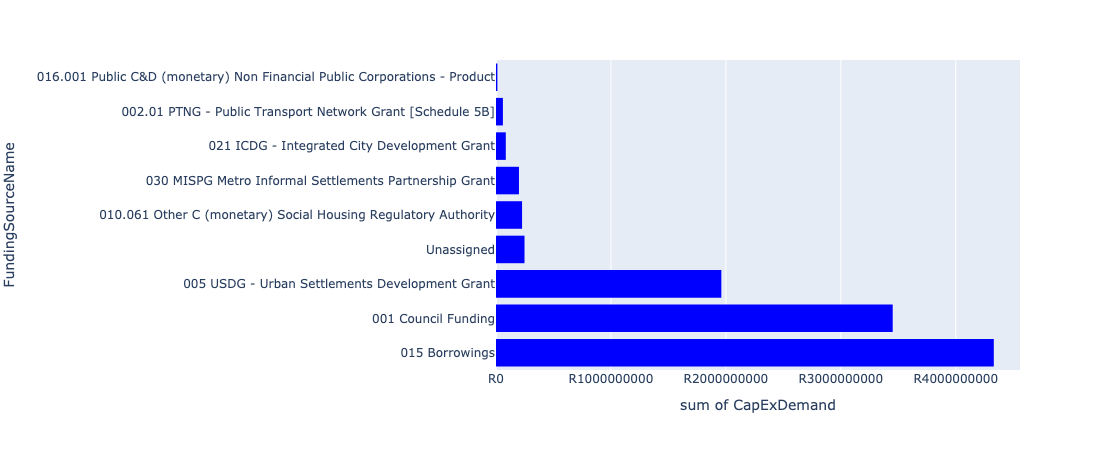 016.001 Public C&D (monetary) Non Financial Public Corporations - Product
002.01 PTNG - Public Transport Network Grant [Schedule 5B]
021 ICDG - Integrated City Development Grant
030 MISPG Metro Informal Settlements Partnership Grant
010.061 Other C (monetary) Social Housing Regulatory Authority
Unassigned
005 USDG - Urban Settlements Development Grant
001 Council Funding
015 Borrowings
FundingSourceName
R0 R1000000000 R2000000000 R3000000000 R4000000000
sum of CapExDemand